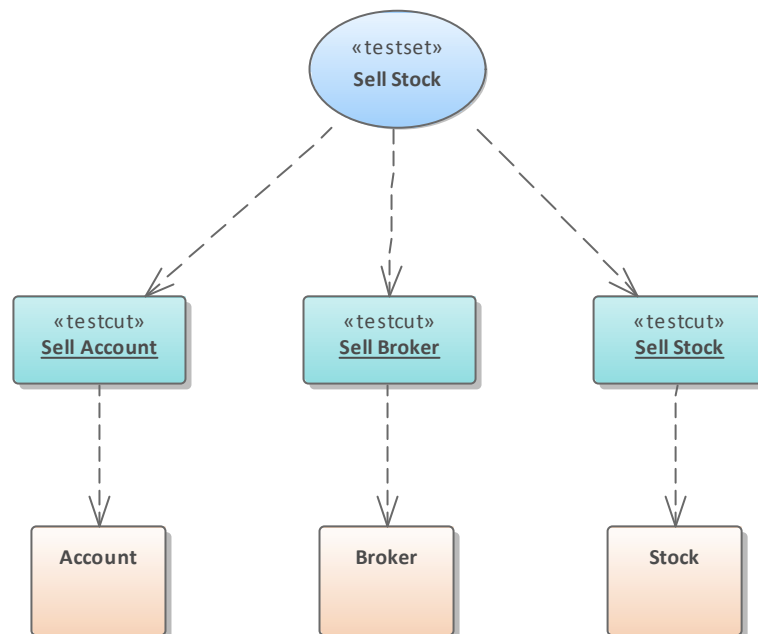 «testset»
Sell Stock
«testcut»
Sell Account
«testcut»
Sell Broker
«testcut»
Sell Stock
Account
Broker
Stock